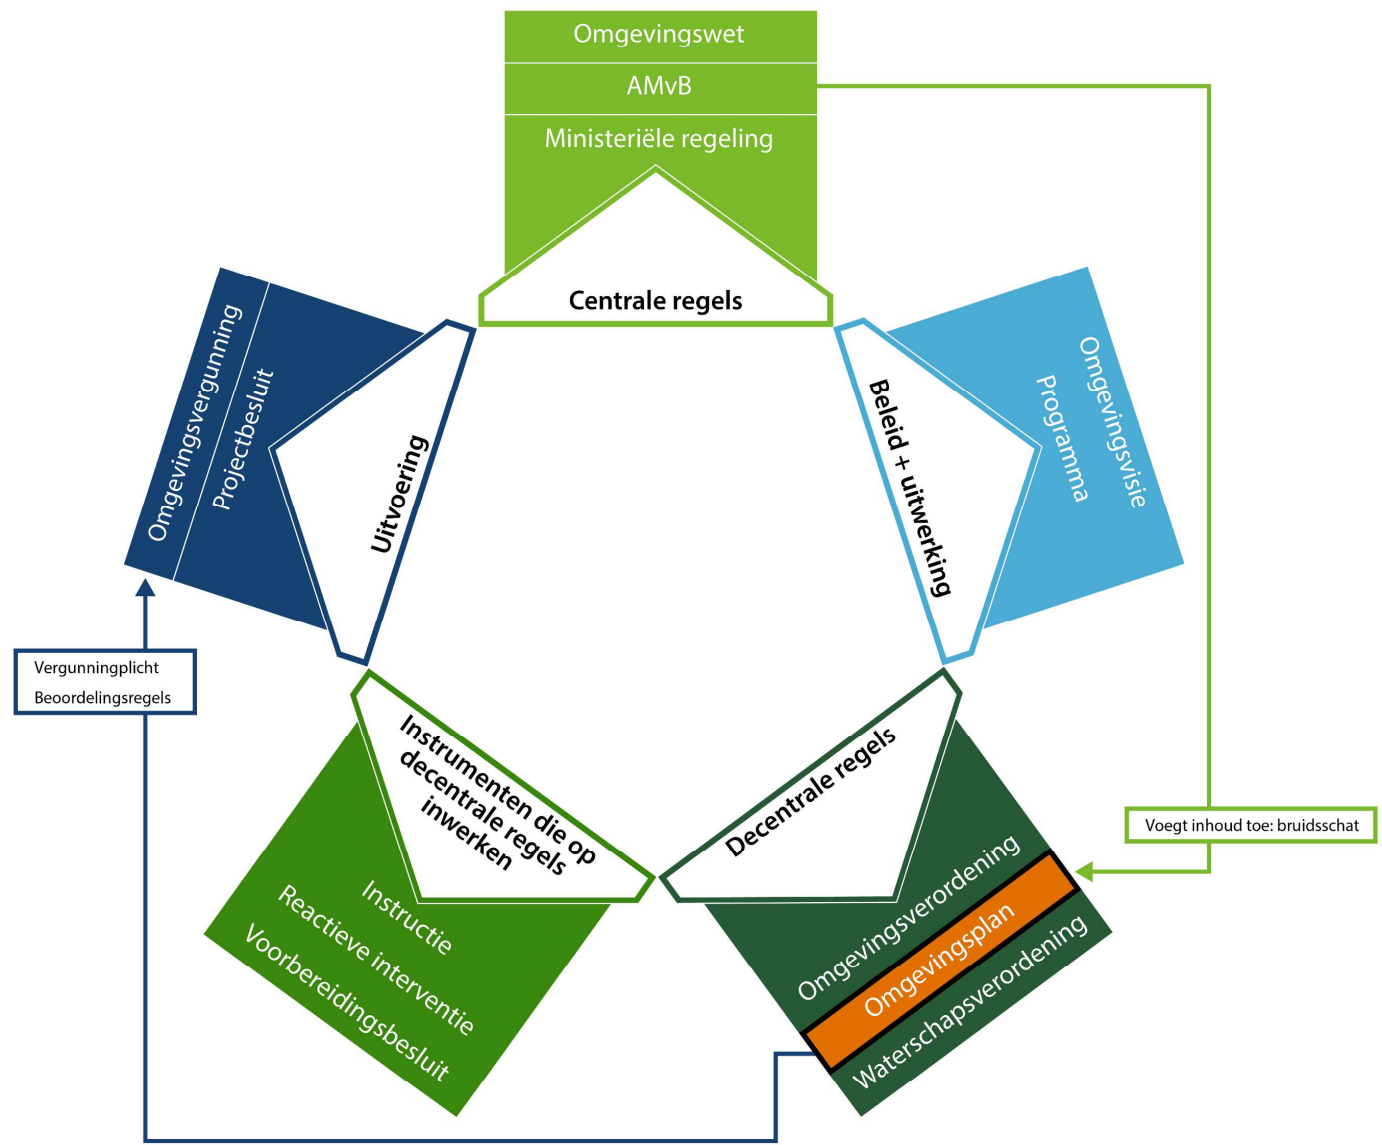 Omgevingswet
AMvB
Ministeriële regeling
Centrale regels
Omgevingsvisie
Programma
Beleid + uitwerking
Voegt inhoud toe: bruidsschat
Decentrale regels
Omgevingsverordening
Omgevingsplan
Waterschapsverordening
Instrumenten die op
decentrale regels
inwerken
Instructie
Reactieve interventie
Voorbereidingsbesluit
Vergunningplicht
Beoordelingsregels
Omgevingsvergunning
Projectbesluit
Uitvoering